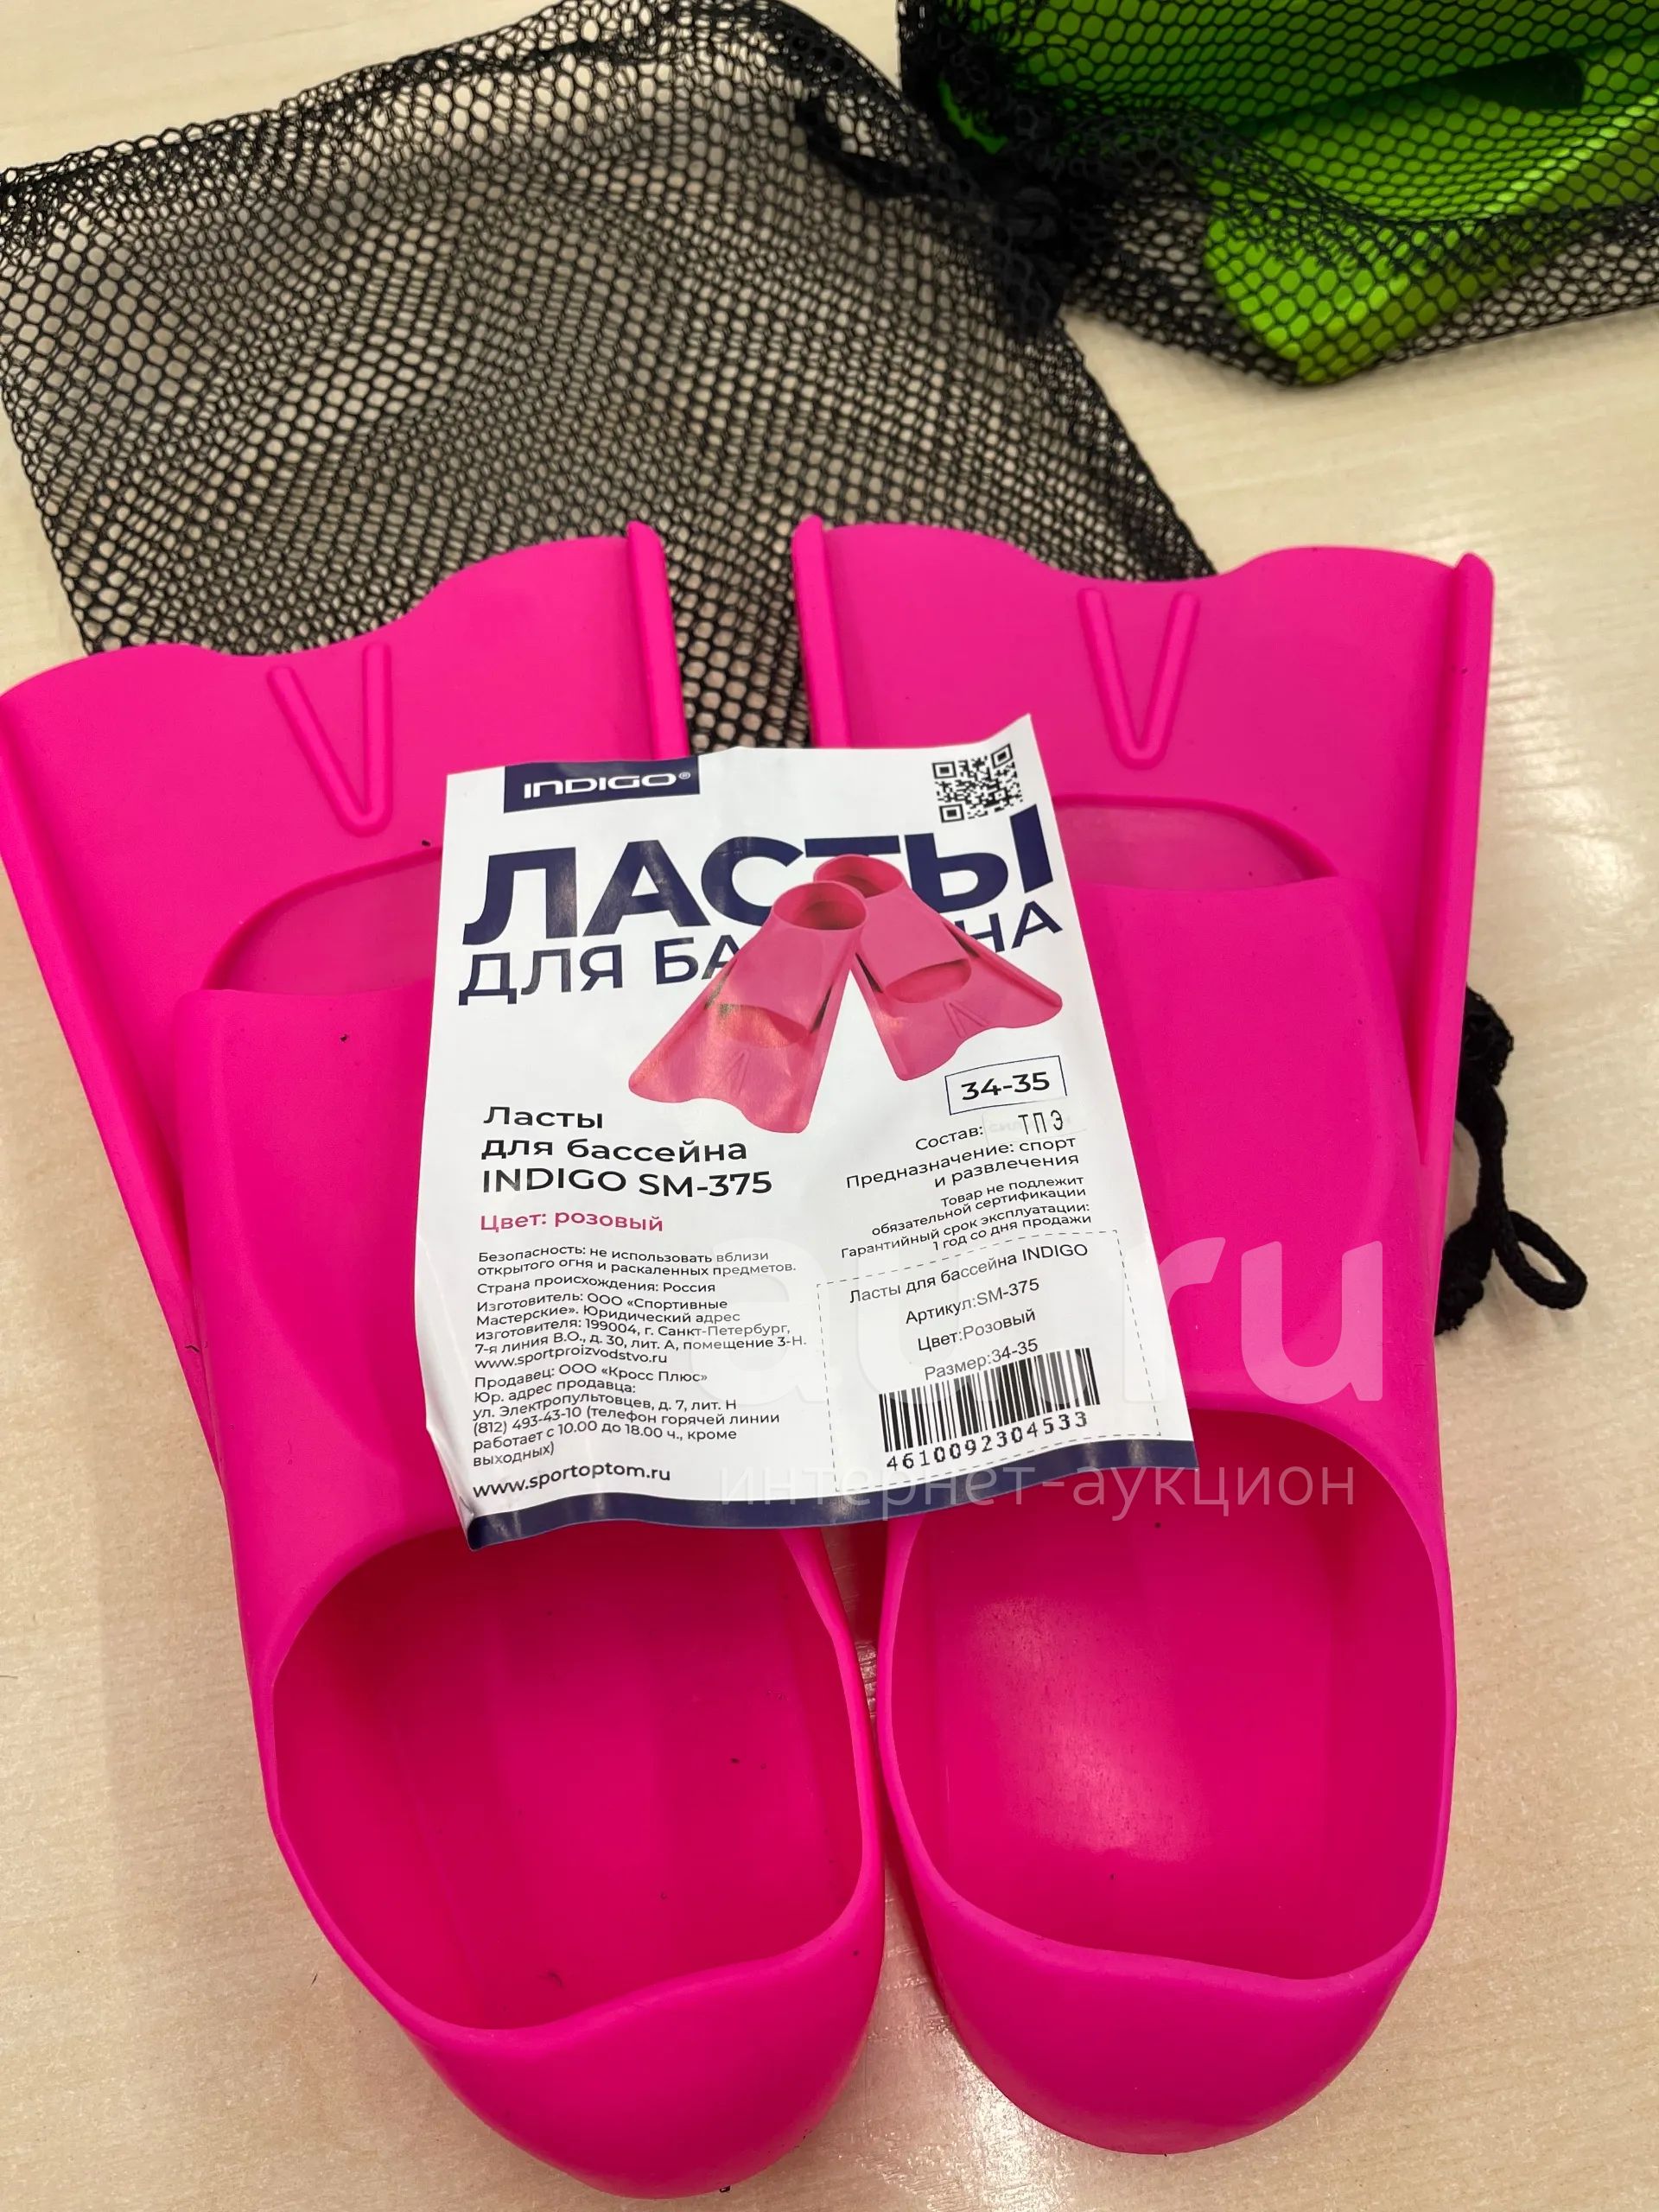 INDIGO®
ЛАСТЫ
ДЛЯ БА НА
34-35
Состав: ТПЭ
Предназначение: спорт
и развлечения
Товар не подлежит
обязательной сертификации
Гарантийный срок эксплуатации:
1 год со дня продажи
Ласты
для бассейна
INDIGO SM-375
Цвет: розовый
Безопасность: не использовать вблизи
открытого огня и раскаленных предметов.
Страна происхождения: Россия
Изготовитель: ООО «Спортивные
Мастерские». Юридический адрес
изготовителя: 199004, г. Санкт-Петербург,
7-я линия В.О., д. 30, лит. А, помещение 3-Н.
www.sportproizvodstvo.ru
Продавец: ООО «Кросс Плюс»
Юр. адрес продавца:
ул. Электропультовцев, д. 7, лит. Н
(812) 493-43-10 (телефон горячей линии
работает с 10.00 до 18.00 ч., кроме
выходных)
www.sportoptom.ru
Ласты для бассейна INDIGO
Артикул:SM-375
Цвет:Розовый
Размер:34-35
4610092304533
au.ru
интернет-аукцион